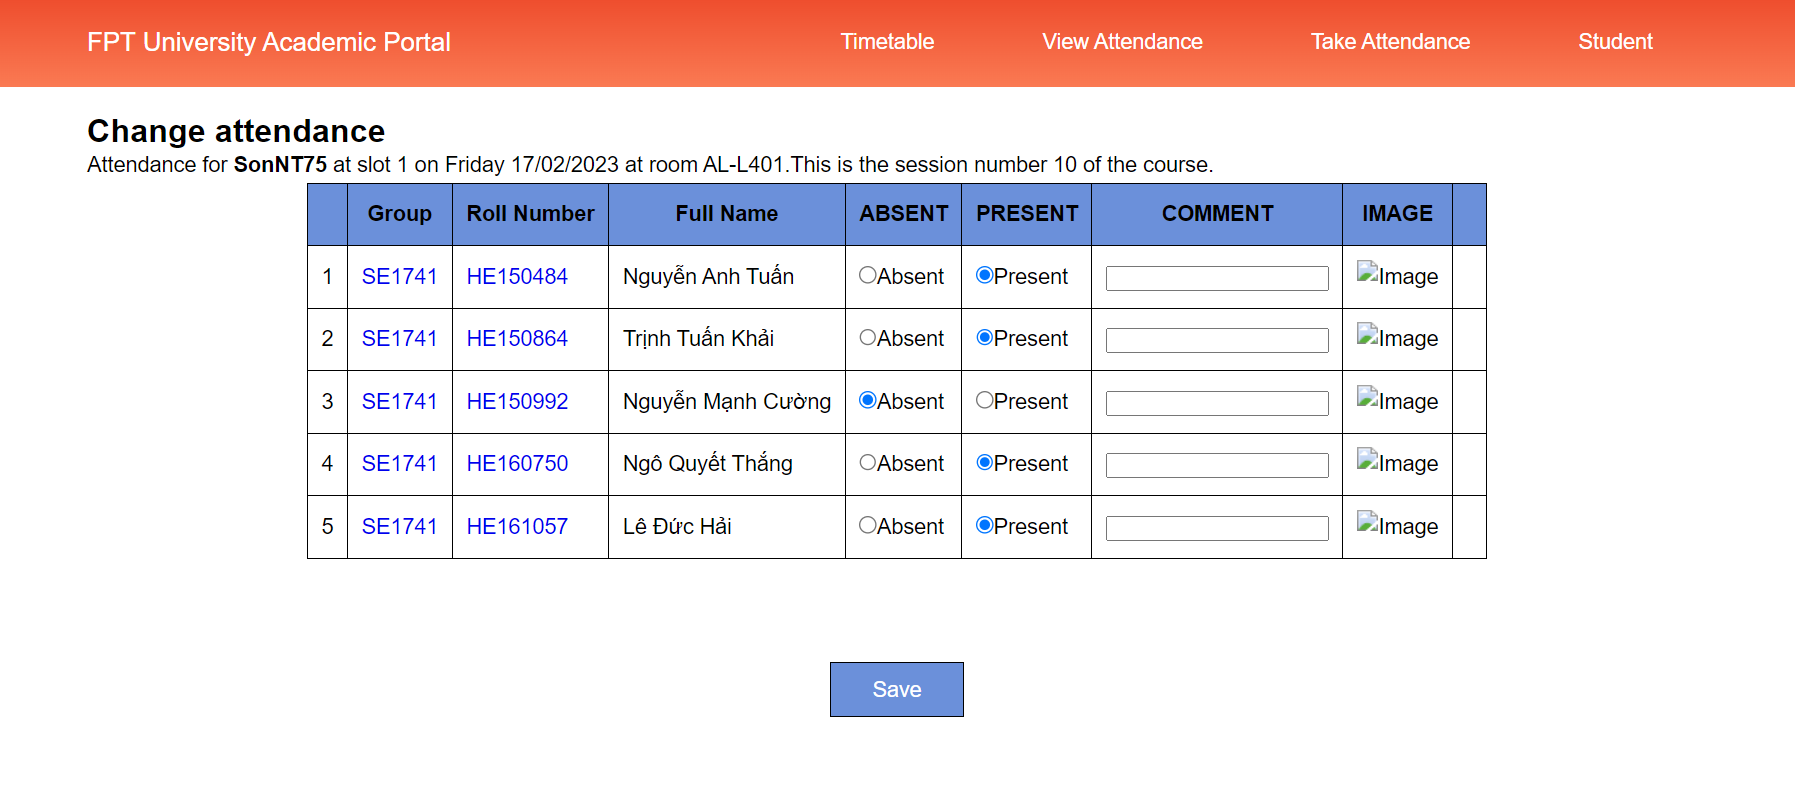 FPT University Academic Portal Timetable View Attendance Take Attendance Student
Change attendance
Attendance for SonNT75 at slot 1 on Friday 17/02/2023 at room AL-L401.This is the session number 10 of the course.
Group Roll Number Full Name ABSENT PRESENT COMMENT IMAGE
1 SE1741 HE150484 Nguyễn Anh Tuấn Absent Present Image
2 SE1741 HE150864 Trịnh Tuấn Khải Absent Present Image
3 SE1741 HE150992 Nguyễn Mạnh Cường Absent Present Image
4 SE1741 HE160750 Ngô Quyết Thắng Absent Present Image
5 SE1741 HE161057 Lê Đức Hải Absent Present Image
Save